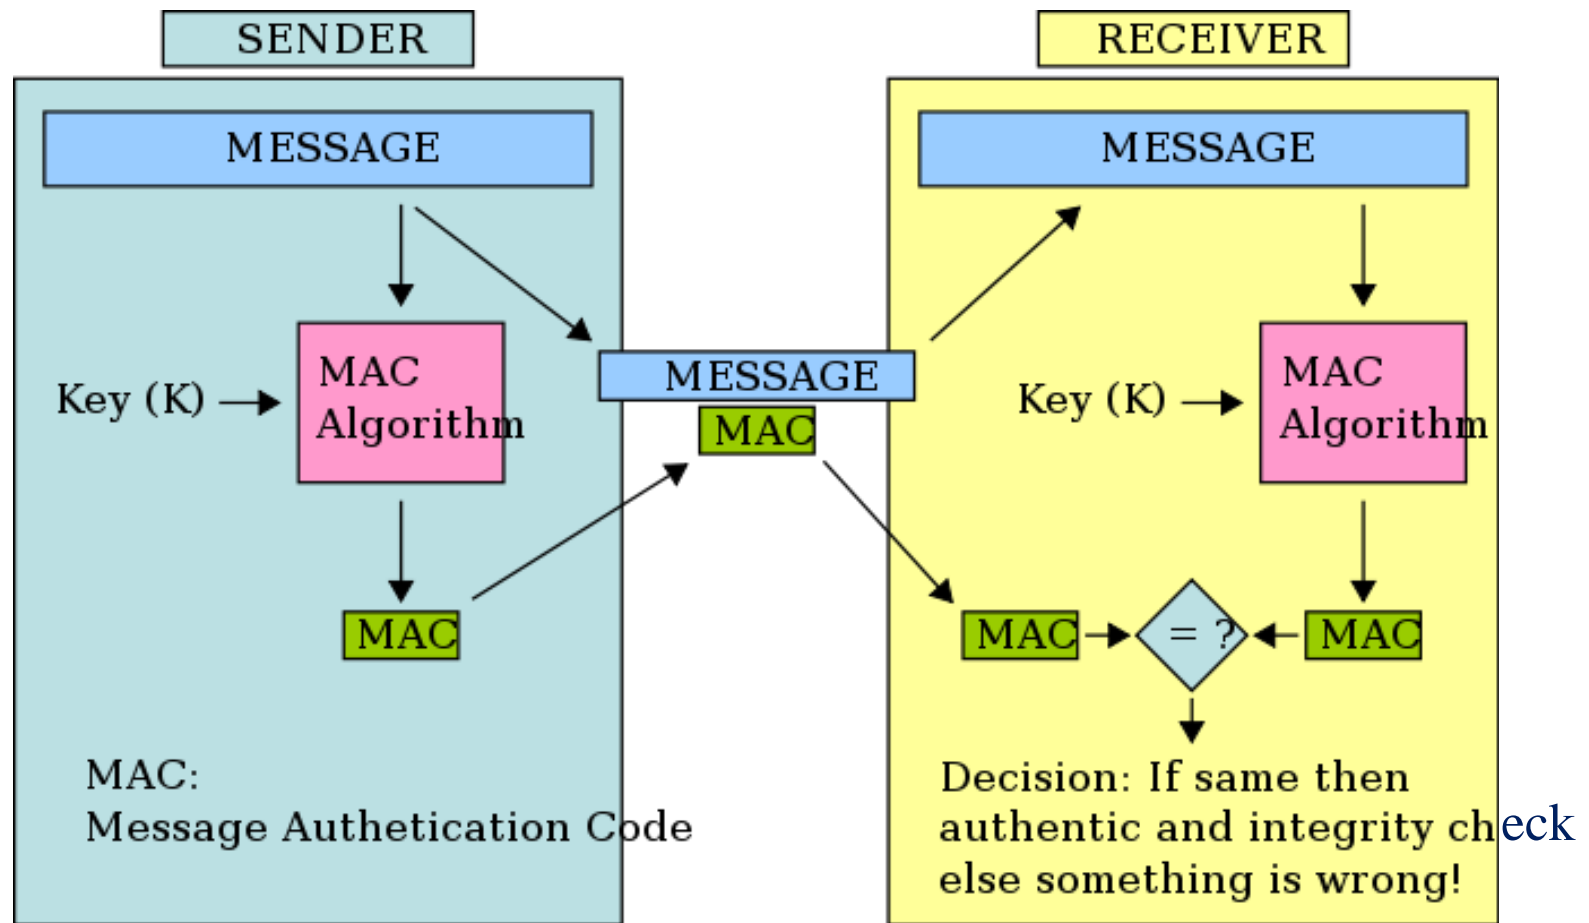 SENDER
RECEIVER
MESSAGE
MESSAGE
MAC
Algorithm
Key (K)
MESSAGE
MAC
Key (K)
MAC
Algorithm
MAC
MAC
= ?
MAC
MAC:
Message Authetication Code
Decision: If same then
authentic and integrity check
else something is wrong!